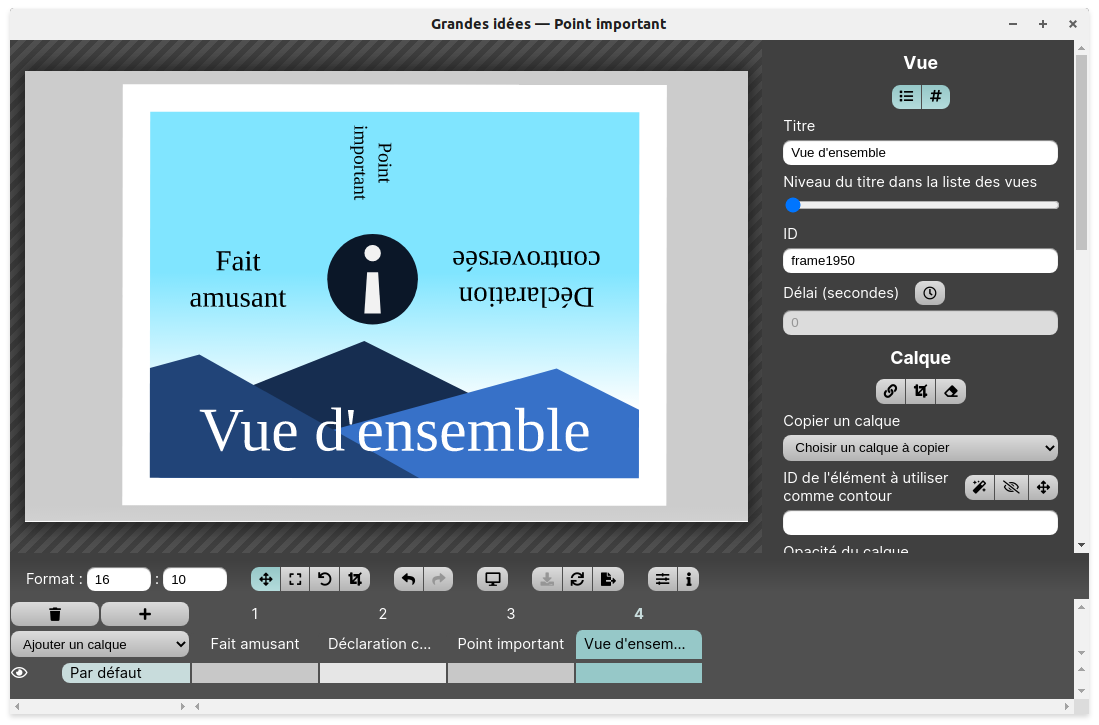 Grandes idées — Point important
Vue
Titre
Vue d'ensemble
Niveau du titre dans la liste des vues
ID
frame1950
Délai (secondes)
0
Calque
Copier un calque
Choisir un calque à copier
ID de l'élément à utiliser
comme contour
Opacité du calque
Point
important
Fait
amusant
Déclaration
controversée
Vue d'ensemble
Format : 16 : 10
1 2 3 4
Ajouter un calque Fait amusant Déclaration c... Point important Vue d'ensem...
Par défaut